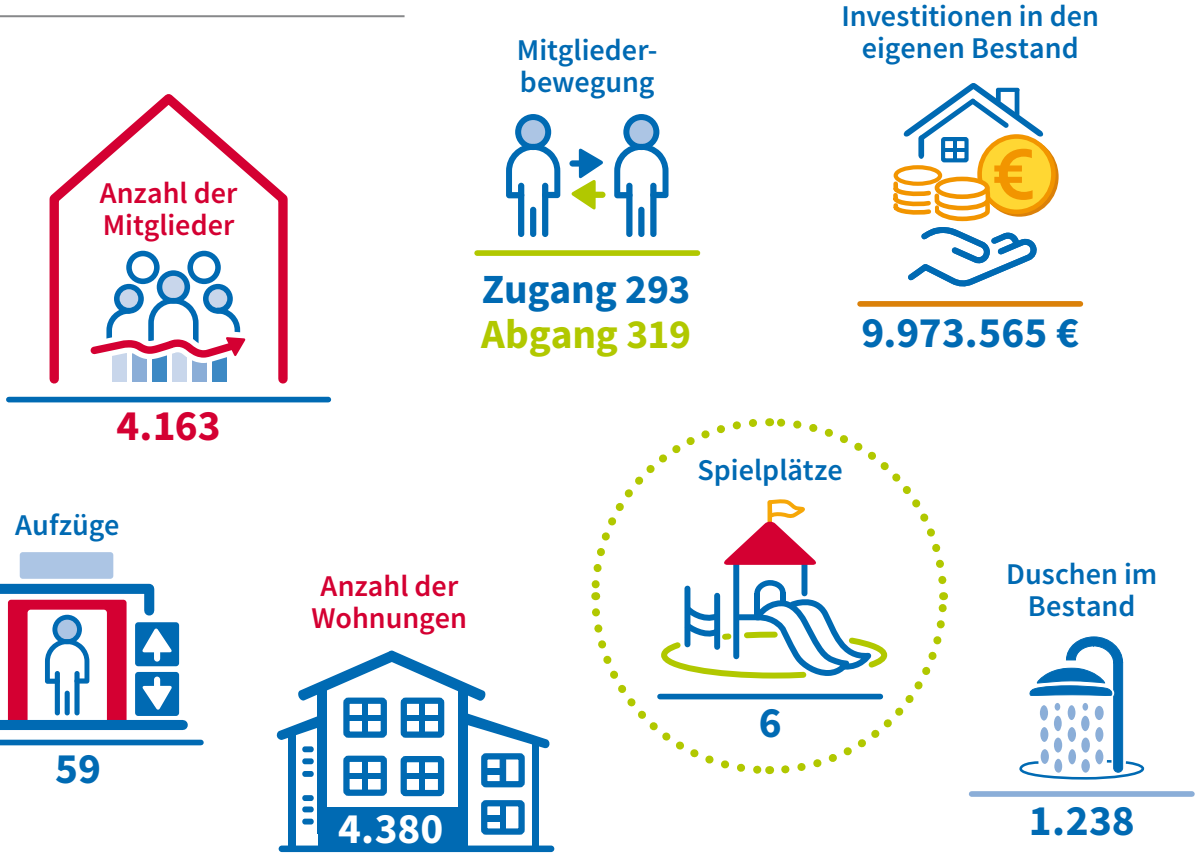 Anzahl der
Mitglieder
4.163
Mitglieder-
bewegung
Zugang 293
Abgang 319
Investitionen in den
eigenen Bestand
€
9.973.565 €
Aufzüge
59
Anzahl der
Wohnungen
4.380
Spielplätze
6
Duschen im
Bestand
1.238